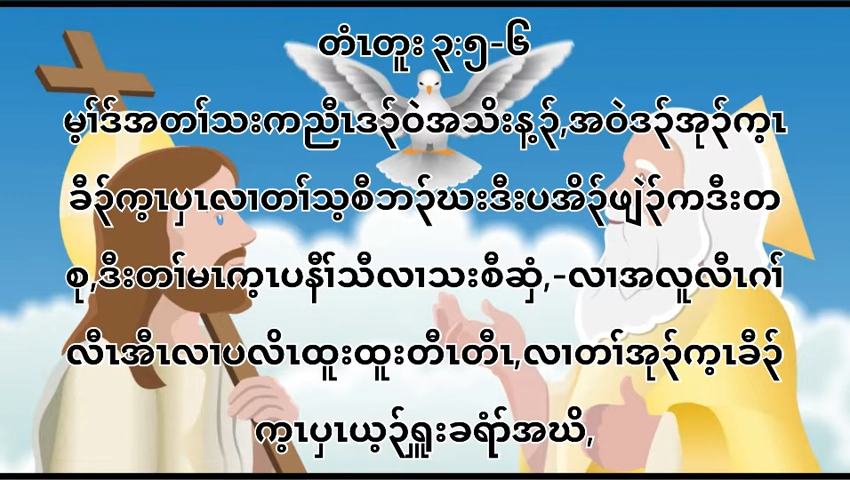 တံၤတူး ၃:၅-၆
မ့ၢ်ဒ်အတၢ်သးကညီၤဒၣ်ဝဲအသိးန့ၣ်,အဝဲဒၣ်အုၣ်က့ၤ
ခီၣ်က့ၤပှၤလၢတၢ်သ့စီဘၣ်ဃးဒီးပအိၣ်ဖျဲၣ်ကဒီးတ
စု,ဒီးတၢ်မၤက့ၤပနီၢ်သီလၢသးစီဆှံ,-လၢအလူလီၤဂၢ်
လီၤအီၤလၢပလိၤထူးထူးတီၤတီၤ,လၢတၢ်အုၣ်က့ၤခီၣ်
က့ၤပှၤယ့ၣ်ၡူးခရံာ်အဃိ,